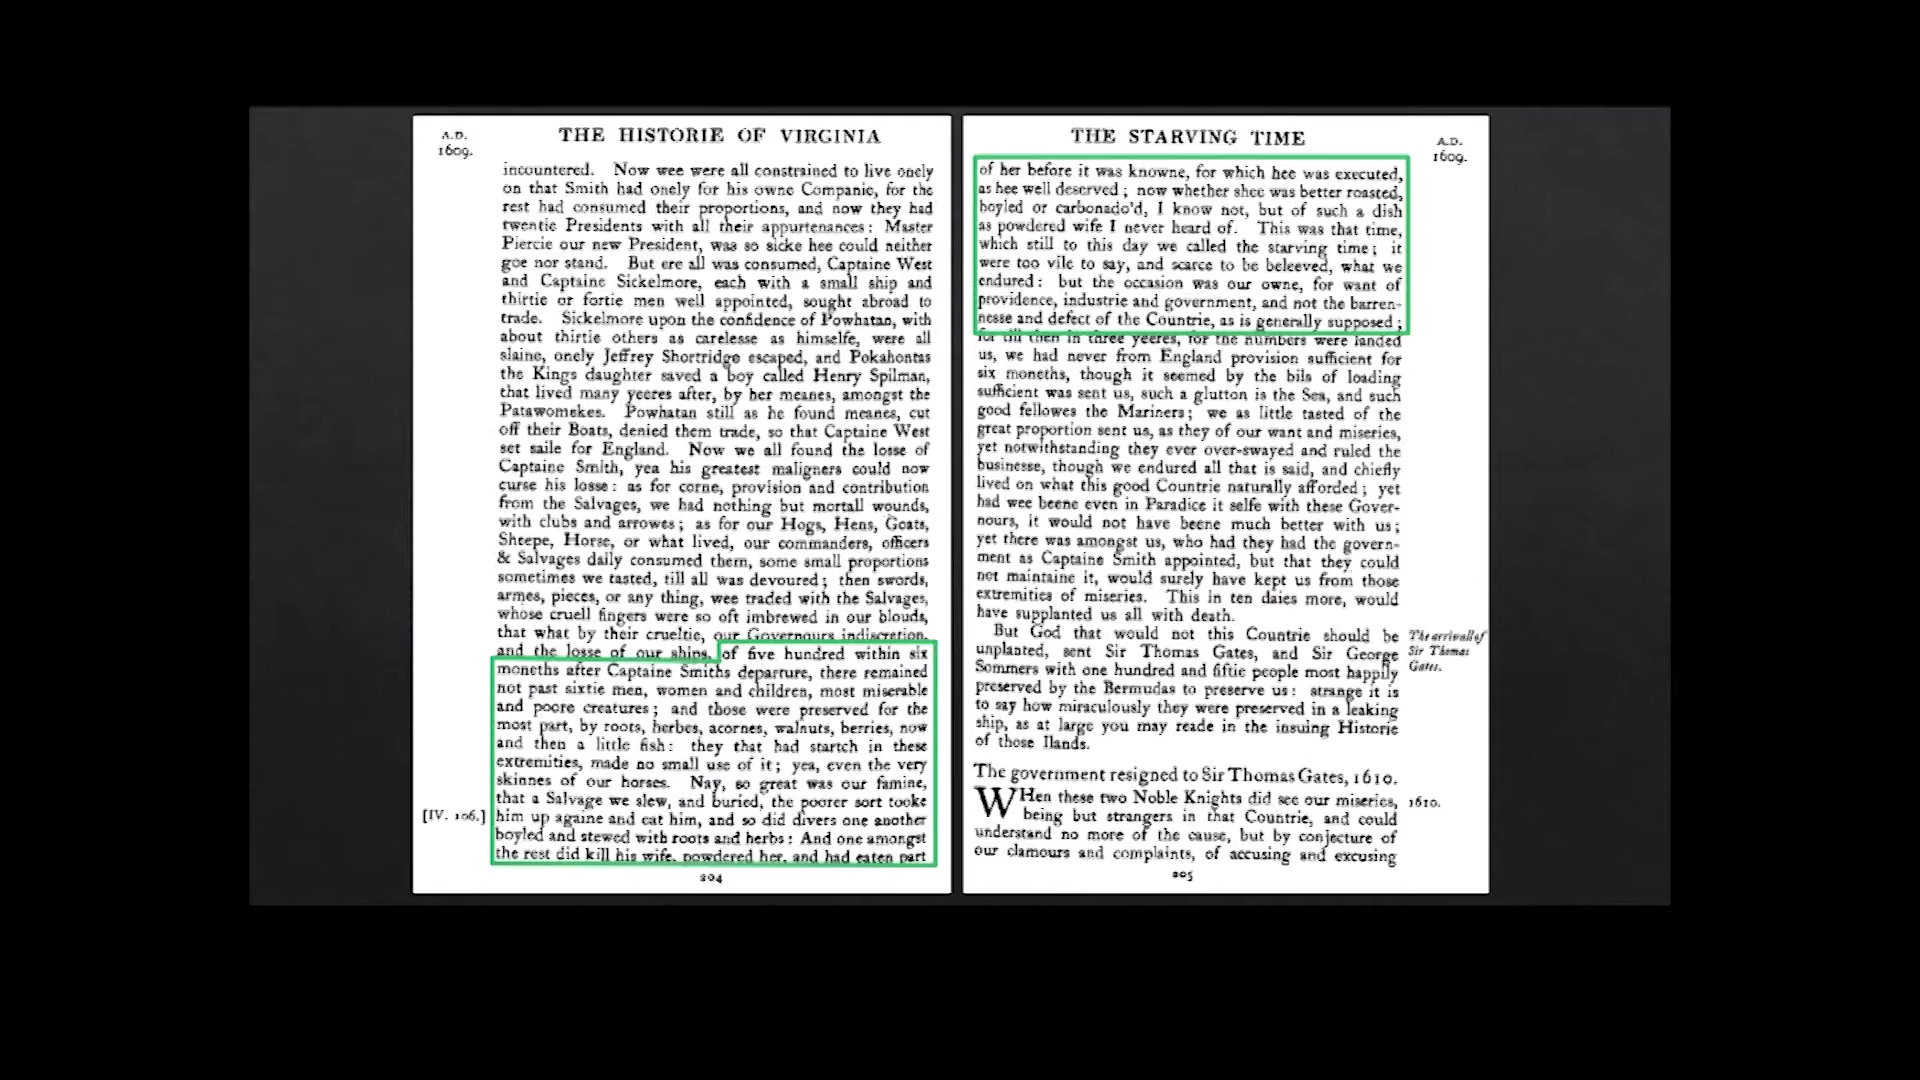 A.D.
1609.
THE HISTORIE OF VIRGINIA
incountered. Now wee were all constrained to live onely
on that Smith had onely for his owne Companie, for the
rest had consumed their proportions, and now they had
twentie Presidents with all their appurtenances: Master
Piercie our new President, was so sicke hee could neither
goe nor stand. But ere all was consumed, Captaine West
and Captaine Sickelmore, each with a small ship and
thirtie or fortie men well appointed, sought abroad to
trade. Sickelmore upon the confidence of Powhatan, with
about thirtie others as carelesse as himselfe, were all
slaine, onely Jeffrey Shortridge escaped, and Pokahontas
the Kings daughter saved a boy called Henry Spilman,
that lived many yeeres after, by her meanes, amongst the
Patawomekes. Powhatan still as he found meanes, cut
off their Boats, denied them trade, so that Captaine West
set saile for England. Now we all found the losse of
Captaine Smith, yea his greatest maligners could now
curse his losse: as for corne, provision and contribution
from the Salvages, we had nothing but mortall wounds,
with clubs and arrowes; as for our Hogs, Hens, Goats,
Sheepe, Horse, or what lived, our commanders, officers
& Salvages daily consumed them, some small proportions
sometimes we tasted, till all was devoured; then swords,
armes, pieces, or any thing, wee traded with the Salvages,
whose cruell fingers were so oft imbrewed in our blouds,
that what by their crueltie, our Governours indiscretion,
and the losse of our ships, of five hundred within six
moneths after Captaine Smiths departure, there remained
not past sixtie men, women and children, most miserable
and poore creatures; and those were preserved for the
most part, by roots, herbes, acornes, walnuts, berries, now
and then a little fish: they that had startch in these
extremities, made no small use of it; yea, even the very
skinnes of our horses. Nay, so great was our famine,
that a Salvage we slew, and buried, the poorer sort tooke
him up againe and eat him, and so did divers one another
boyled and stewed with roots and herbs: And one amongst
the rest did kill his wife, powdered her, and had eaten part
[IV. 106.]
204
THE STARVING TIME
A.D.
1609.
of her before it was knowne, for which hee was executed,
as hee well deserved; now whether shee was better roasted,
boyled or carbonado'd, I know not, but of such a dish
as powdered wife I never heard of. This was that time,
which still to this day we called the starving time; it
were too vile to say, and scarce to be beleeved, what we
endured: but the occasion was our owne, for want of
providence, industrie and government, and not the barren-
nesse and defect of the Countrie, as is generally supposed;
for till then in three yeeres, for the numbers were landed
us, we had never from England provision sufficient for
six moneths, though it seemed by the bils of loading
sufficient was sent us, such a glutton is the Sea, and such
good fellowes the Mariners; we as little tasted of the
great proportion sent us, as they of our want and miseries,
yet notwithstanding they ever over-swayed and ruled the
businesse, though we endured all that is said, and chiefly
lived on what this good Countrie naturally afforded; yet
had wee beene even in Paradice it selfe with these Gover-
nours, it would not have beene much better with us;
yet there was amongst us, who had they had the govern-
ment as Captaine Smith appointed, but that they could
not maintaine it, would surely have kept us from those
extremities of miseries. This in ten daies more, would
have supplanted us all with death.
But God that would not this Countrie should be
unplanted, sent Sir Thomas Gates, and Sir George
Sommers with one hundred and fiftie people most happily
preserved by the Bermudas to preserve us: strange it is
to say how miraculously they were preserved in a leaking
ship, as at large you may reade in the insuing Historie
of those Ilands.
The arrivall of
Sir Thomas
Gates.
The government resigned to Sir Thomas Gates, 1610.
WHen these two Noble Knights did see our miseries,
being but strangers in that Countrie, and could
understand no more of the cause, but by conjecture of
our clamours and complaints, of accusing and excusing
1610.
205